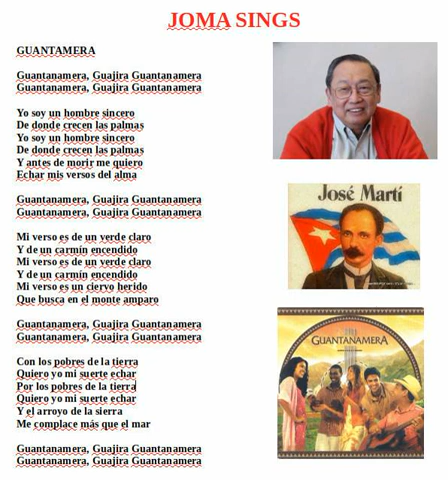 JOMA SINGS
GUANTAMERA
Guantanamera, Guajira Guantanamera
Guantanamera, Guajira Guantanamera
Yo soy un hombre sincero
De donde crecen las palmas
Yo soy un hombre sincero
De donde crecen las palmas
Y antes de morir me quiero
Echar mis versos del alma
Guantanamera, Guajira Guantanamera
Guantanamera, Guajira Guantanamera
Mi verso es de un verde claro
Y de un carmín encendido
Mi verso es de un verde claro
Y de un carmín encendido
Mi verso es un ciervo herido
Que busca en el monte amparo
Guantanamera, Guajira Guantanamera
Guantanamera, Guajira Guantanamera
Con los pobres de la tierra
Quiero yo mi suerte echar
Por los pobres de la tierra
Quiero yo mi suerte echar
Y el arroyo de la sierra
Me complace más que el mar
Guantanamera, Guajira Guantanamera
Guantanamera, Guajira Guantanamera
José Martí
GUANTANAMERA